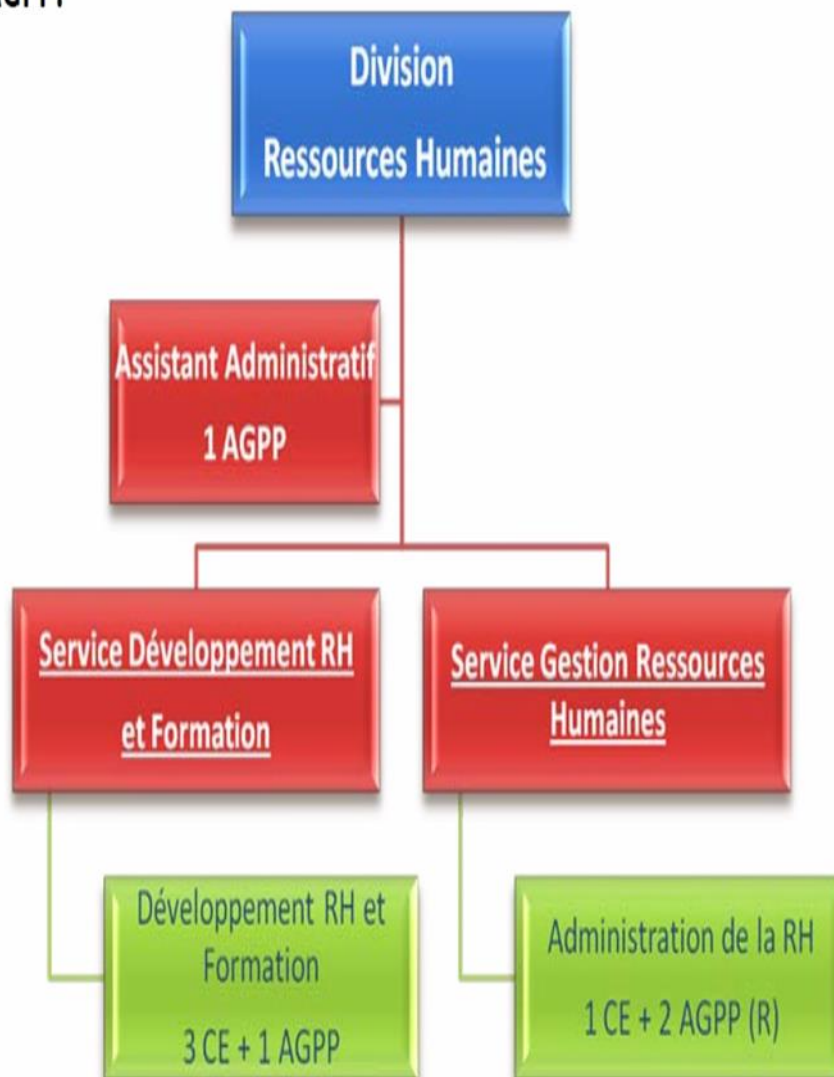 Division
Ressources Humaines
Assistant Administratif
1 AGPP
Service Développement RH
et Formation
Service Gestion Ressources
Humaines
Développement RH et
Formation
3 CE + 1 AGPP
Administration de la RH
1 CE + 2 AGPP (R)